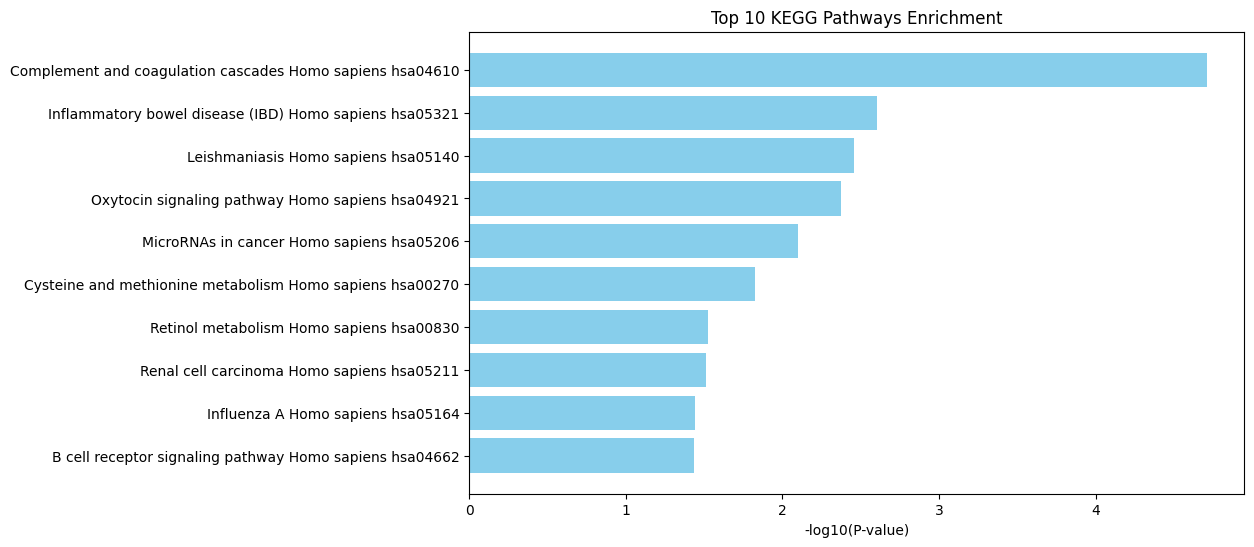 Top 10 KEGG Pathways Enrichment
Complement and coagulation cascades Homo sapiens hsa04610
Inflammatory bowel disease (IBD) Homo sapiens hsa05321
Leishmaniasis Homo sapiens hsa05140
Oxytocin signaling pathway Homo sapiens hsa04921
MicroRNAs in cancer Homo sapiens hsa05206
Cysteine and methionine metabolism Homo sapiens hsa00270
Retinol metabolism Homo sapiens hsa00830
Renal cell carcinoma Homo sapiens hsa05211
Influenza A Homo sapiens hsa05164
B cell receptor signaling pathway Homo sapiens hsa04662
0 1 2 3 4
-log10(P-value)